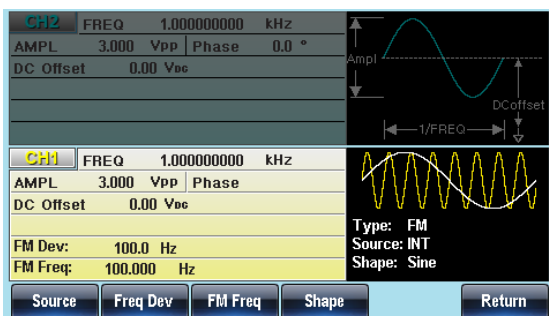 CH2 FREQ 1.000000000 kHz
AMPL 3.000 Vpp Phase 0.0 °
DC Offset 0.00 VDC
Ampl
DCoffset
1/FREQ
CH1 FREQ 1.000000000 kHz
AMPL 3.000 Vpp Phase
DC Offset 0.00 VDC
FM Dev: 100.0 Hz
FM Freq: 100.000 Hz
Type: FM
Source: INT
Shape: Sine
Source Freq Dev FM Freq Shape Return